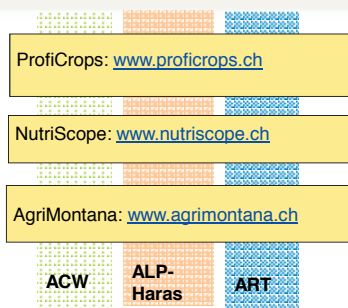 ProfiCrops: www.proficrops.ch
NutriScope: www.nutriscope.ch
AgriMontana: www.agrimontana.ch
ACW
ALP-
Haras
ART